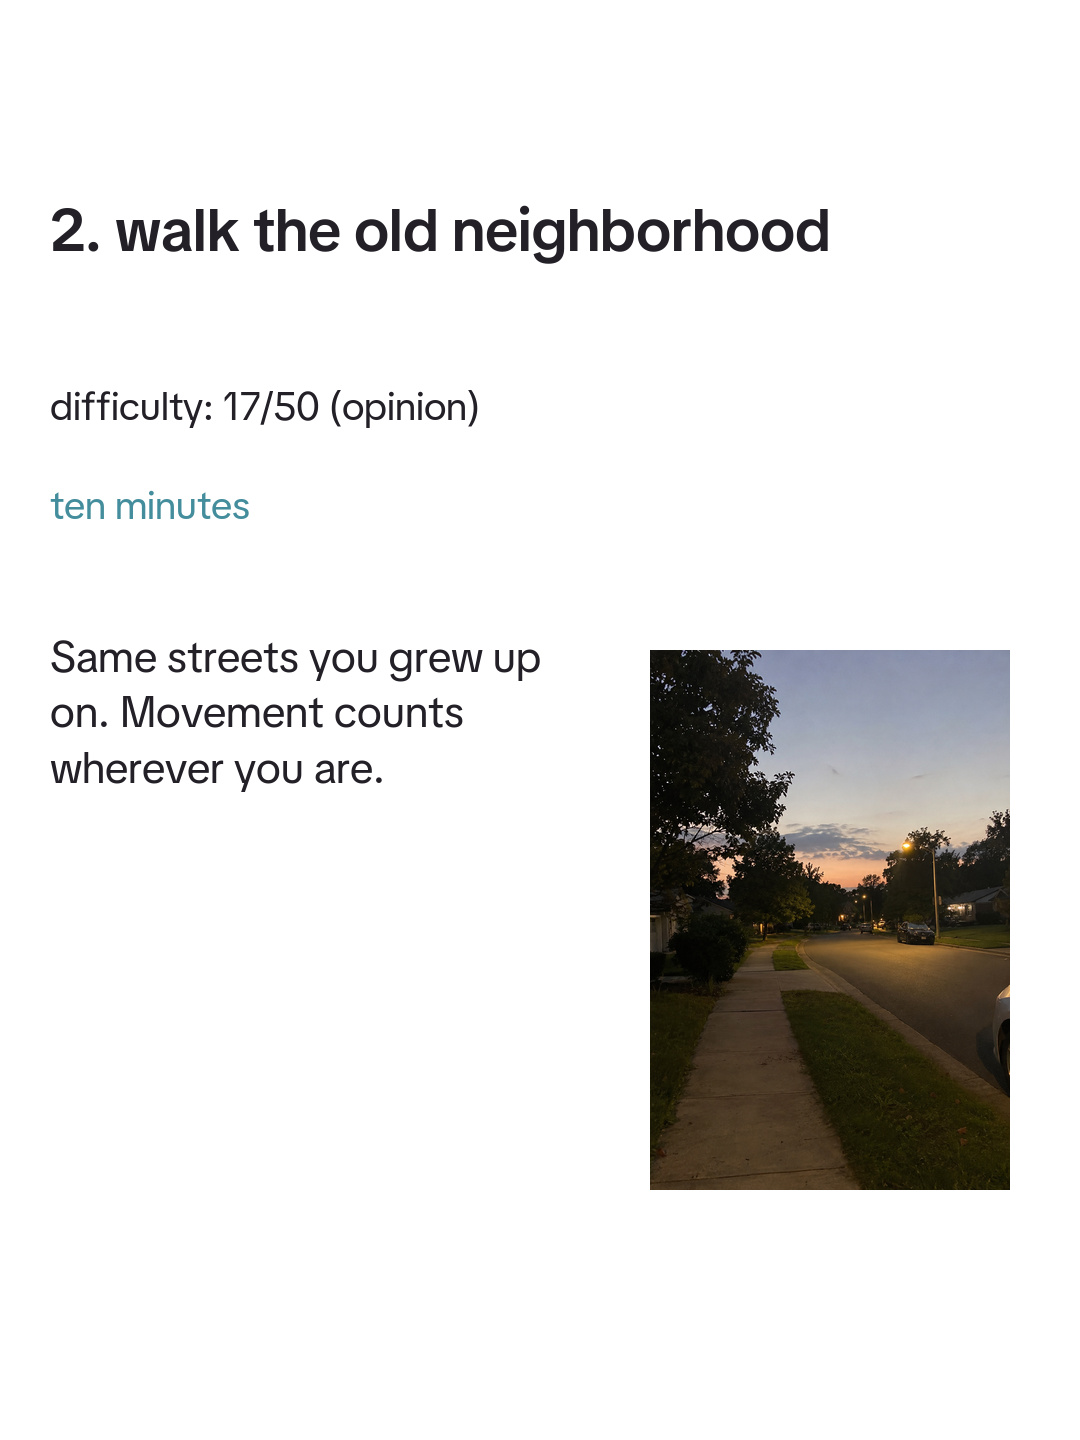 2. walk the old neighborhood
difficulty: 17/50 (opinion)
ten minutes
Same streets you grew up
on. Movement counts
wherever you are.